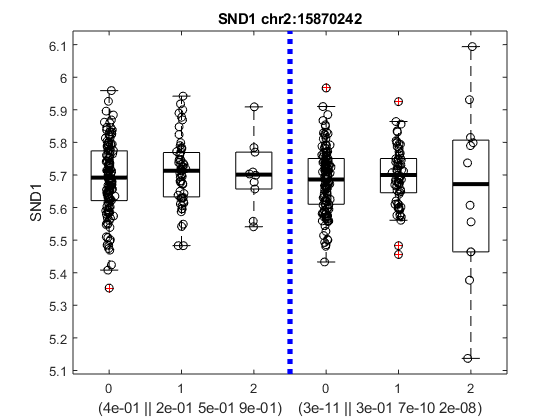 SND1 chr2:15870242
6.1
6
5.9
5.8
5.7
5.6
5.5
5.4
5.3
5.2
5.1
SND1
0 1 2 0 1 2
(4e-01 || 2e-01 5e-01 9e-01) (3e-11 || 3e-01 7e-10 2e-08)